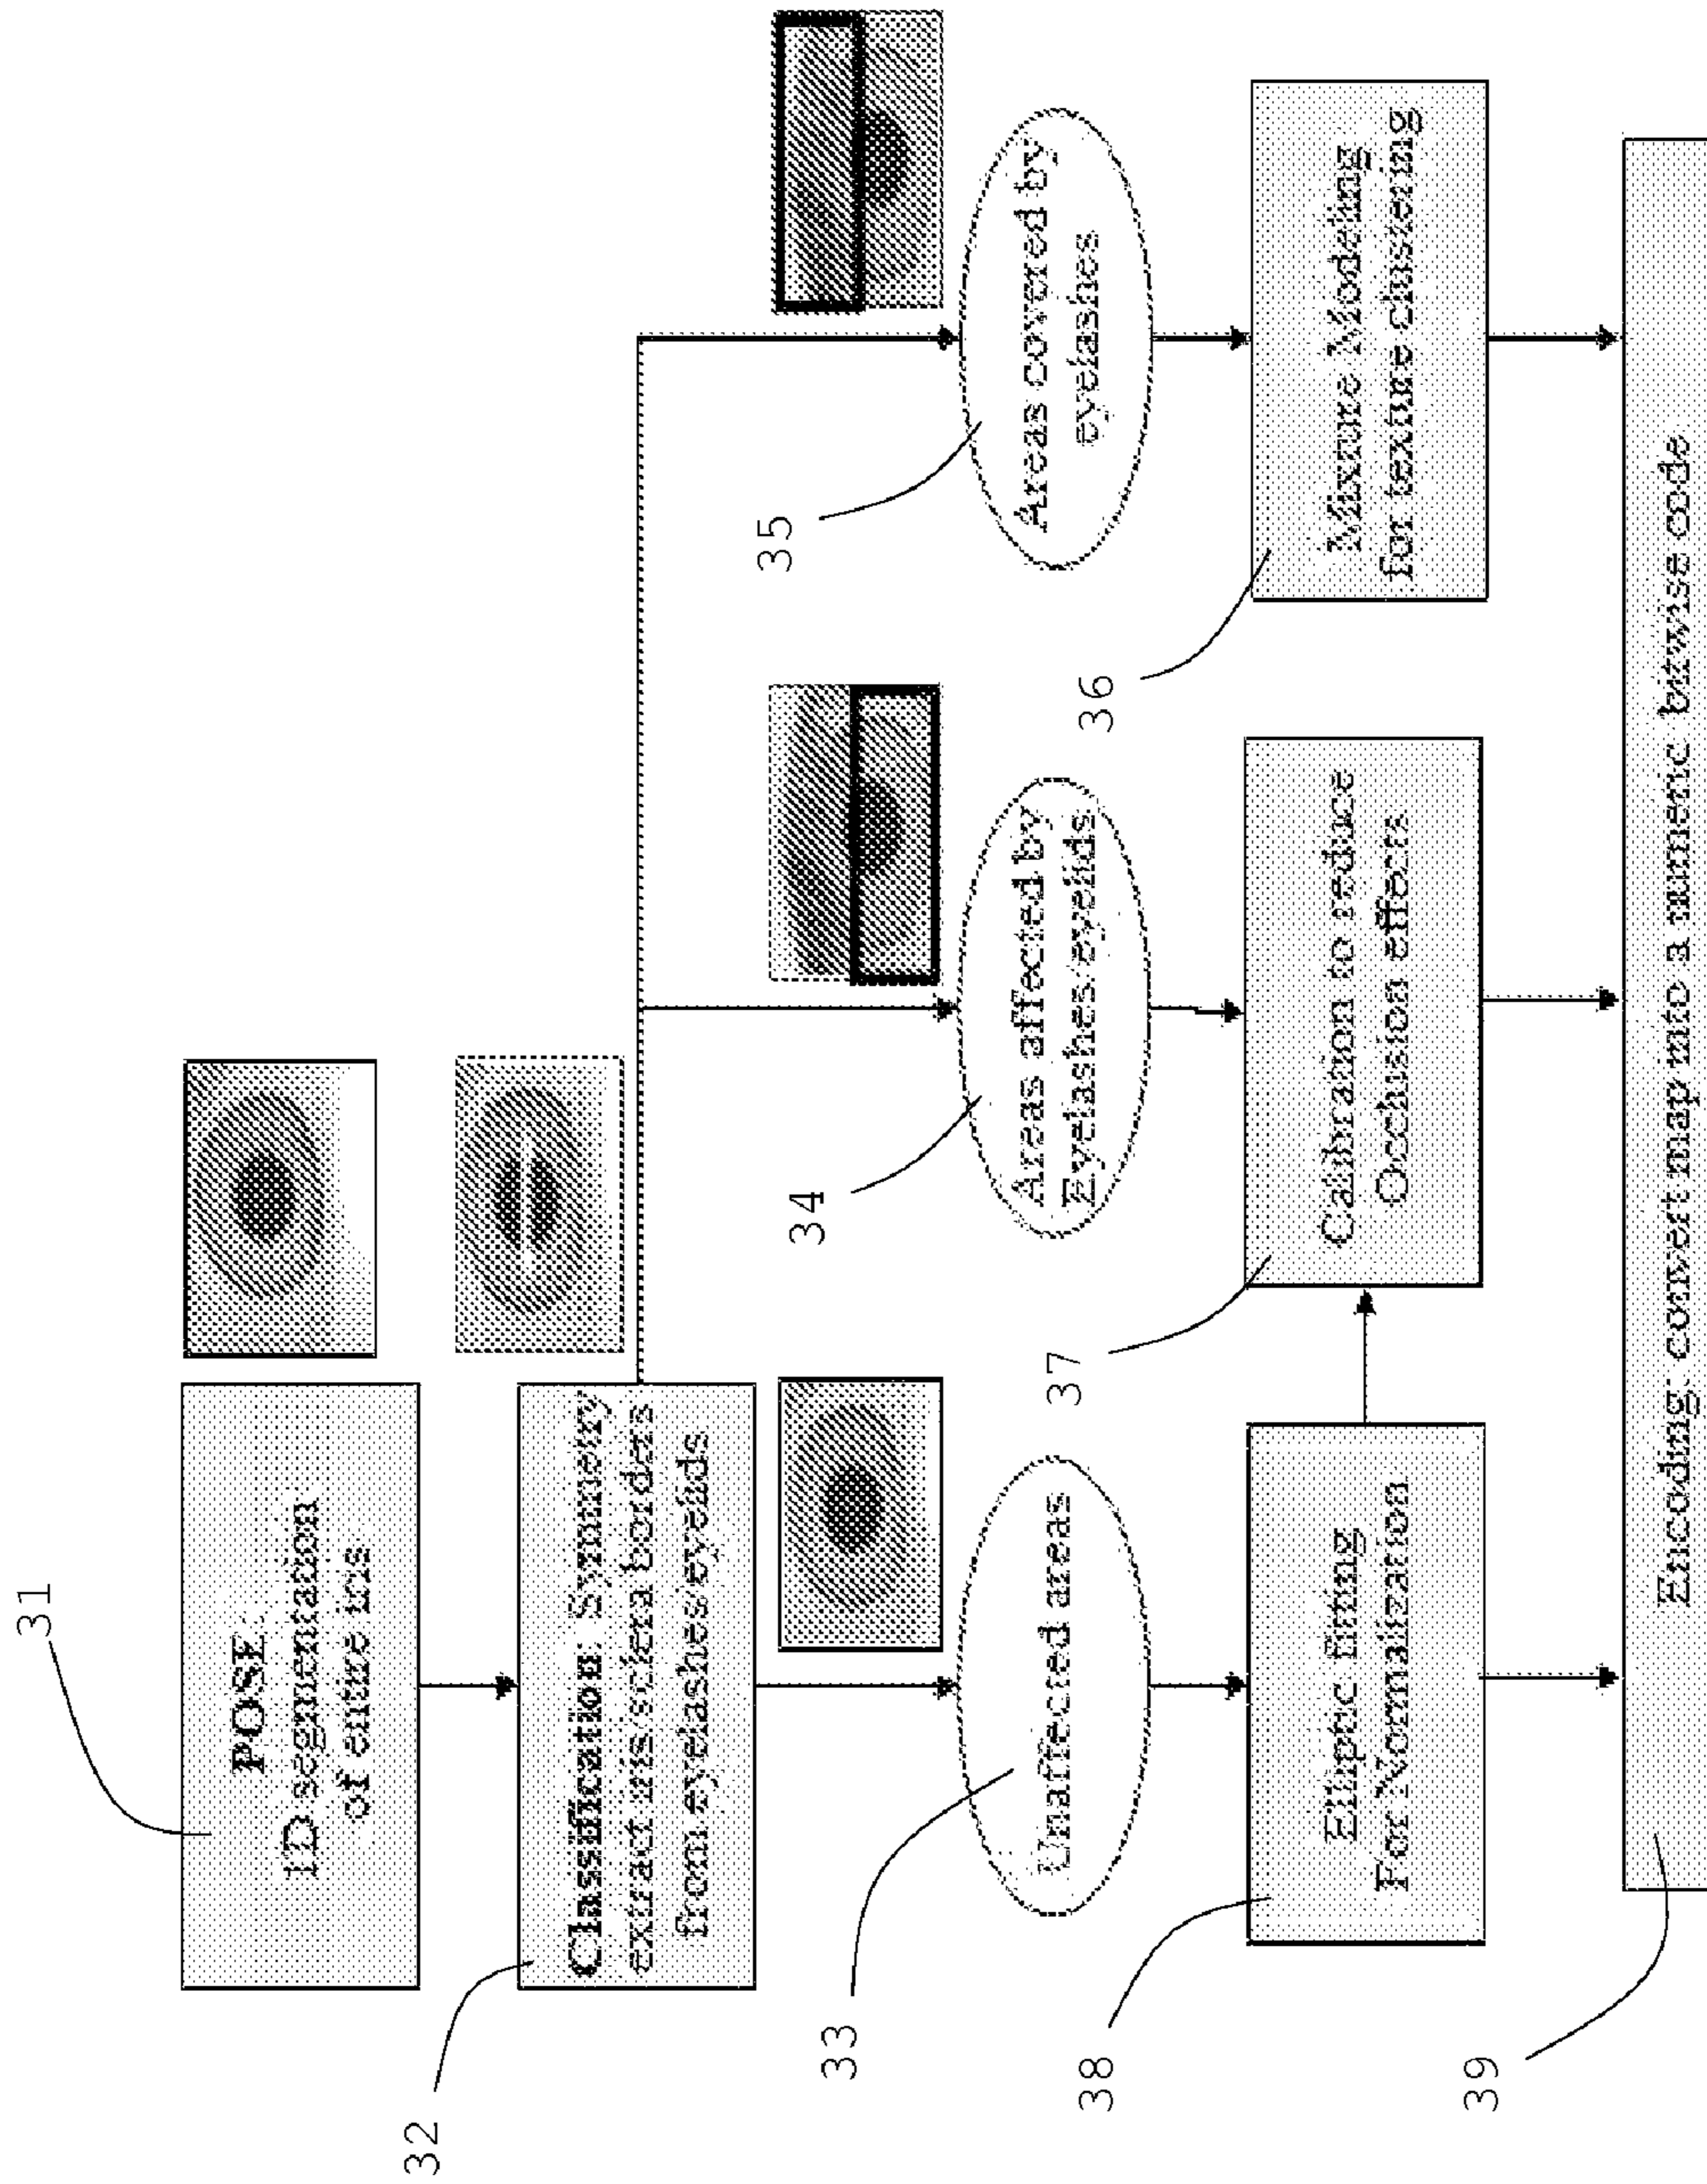 31
POSE:
1D segmentation
of entire iris
32
Classification: Symmetry
extract iris/sclera borders
from eyelashes/eyelids
33
Unaffected areas
34
Areas affected by
Eyelashes/eyelids
35
Areas covered by
eyelashes
38
Elliptic fitting
For Normalization
37
Calibration to reduce
Occlusion effects
36
Mixture Modeling
for texture clustering
39
Encoding: convert map into a numeric bitwise code